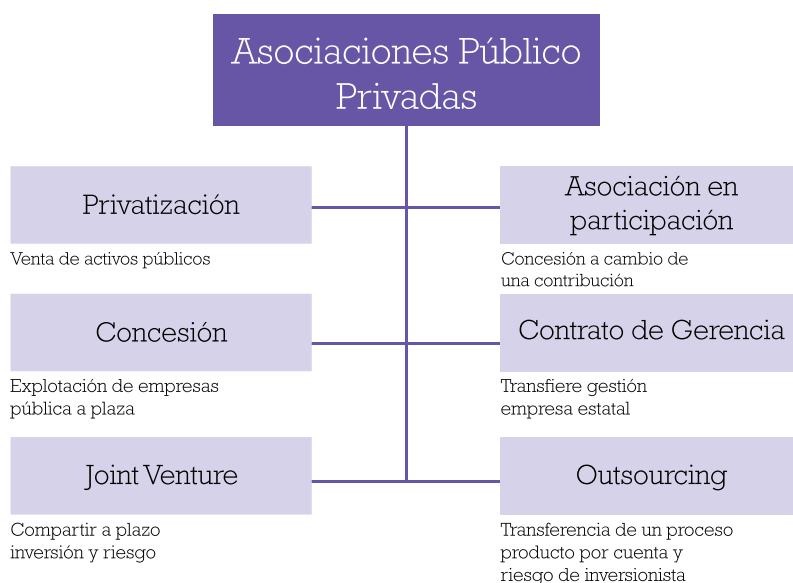 Asociaciones Público
Privadas
Privatización
Venta de activos públicos
Asociación en
participación
Concesión a cambio de
una contribución
Concesión
Explotación de empresas
pública a plaza
Contrato de Gerencia
Transfiere gestión
empresa estatal
Joint Venture
Compartir a plazo
inversión y riesgo
Outsourcing
Transferencia de un proceso
producto por cuenta y
riesgo de inversionista